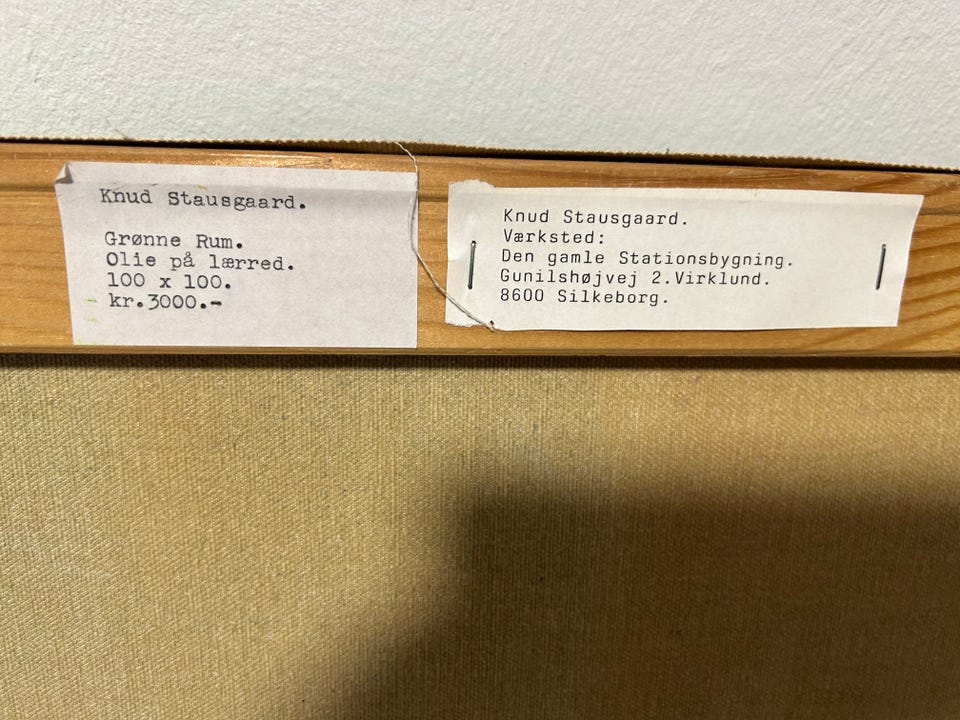 Knud Stausgaard.
Grønne Rum.
Olie på lærred.
100 x 100.
kr.3000.-
Knud Stausgaard.
Værksted:
Den gamle Stationsbygning.
Gunilshøjvej 2.Virklund.
8600 Silkeborg.